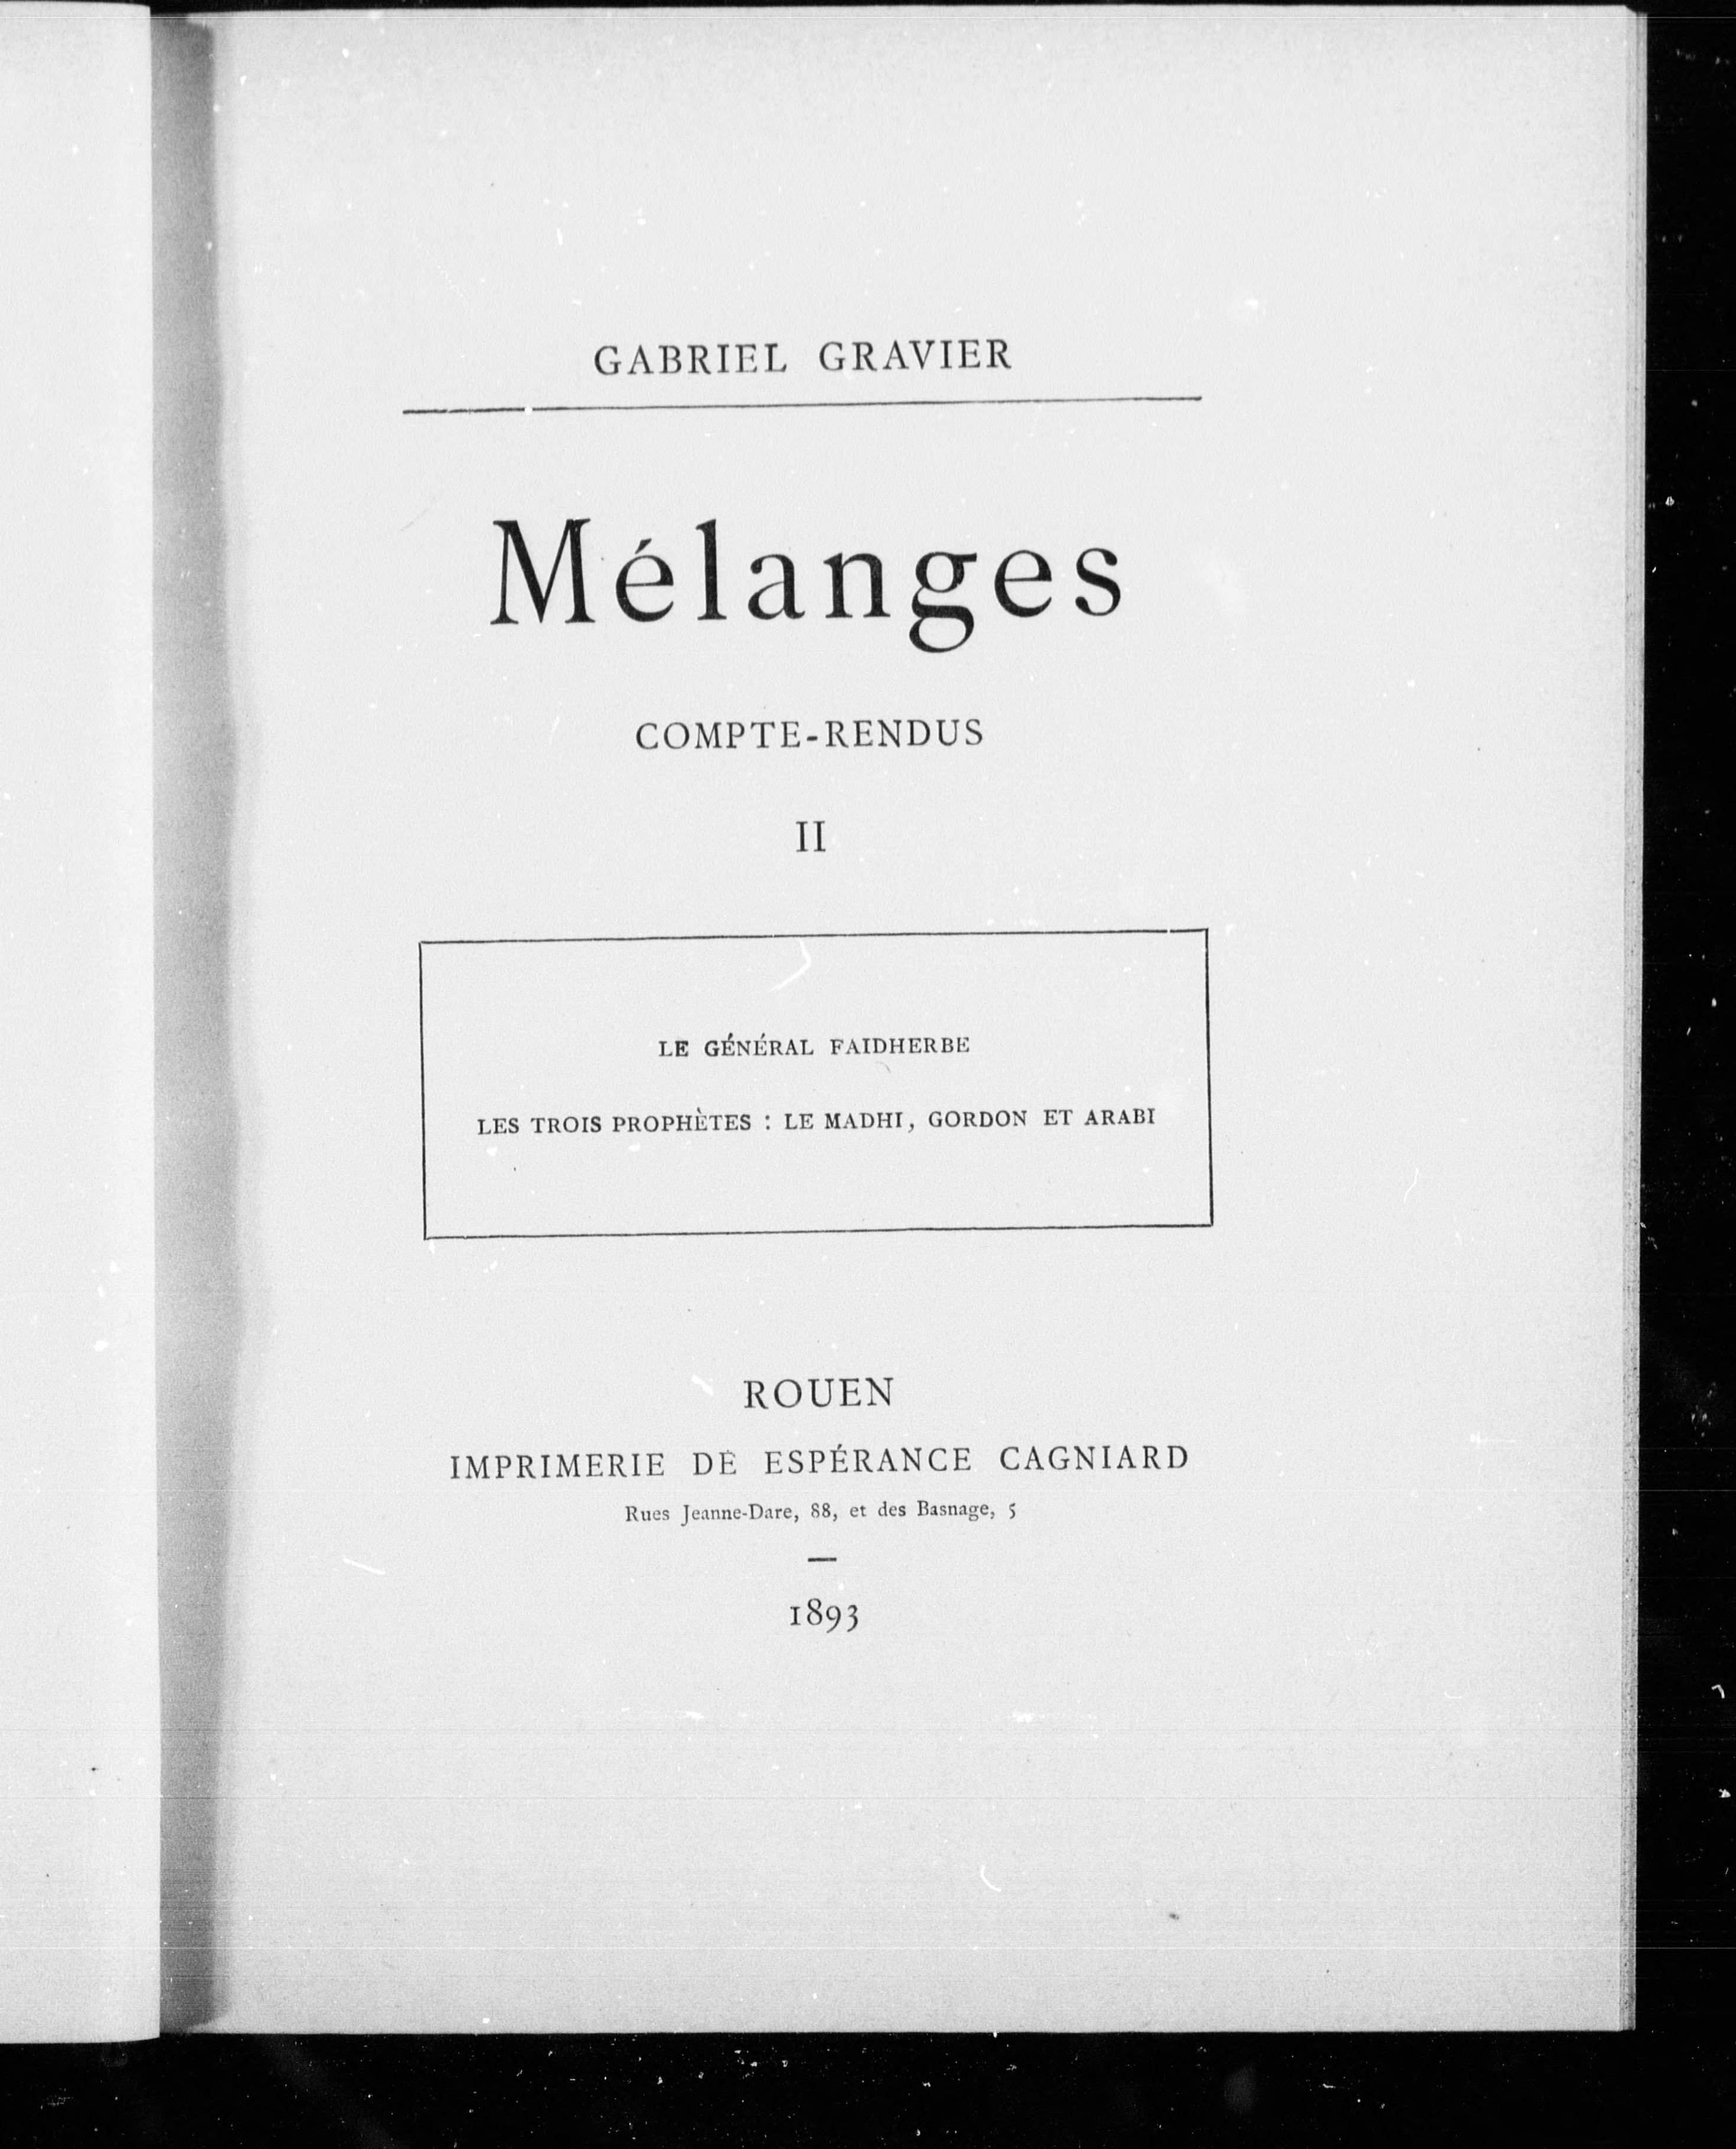 GABRIEL GRAVIER
Mélanges
COMPTE-RENDUS
II
LE GÉNÉRAL FAIDHERBE
LES TROIS PROPHÈTES : LE MADHI, GORDON ET ARABI
ROUEN
IMPRIMERIE DE ESPÉRANCE CAGNIARD
Rues Jeanne-Dare, 88, et des Basnage, 5
1893